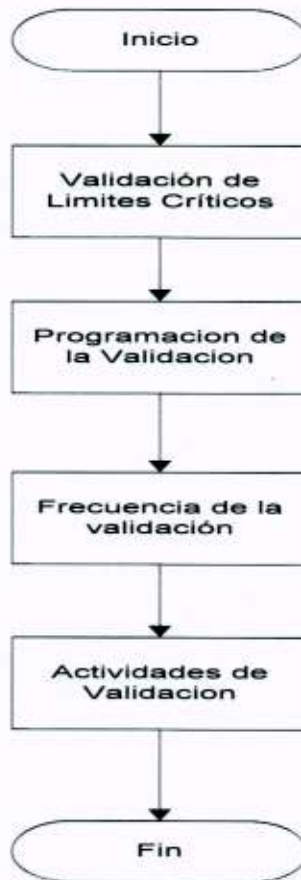 Inicio
Validación de
Limites Críticos
Programacion de
la Validacion
Frecuencia de la
validación
Actividades de
Validacion
Fin